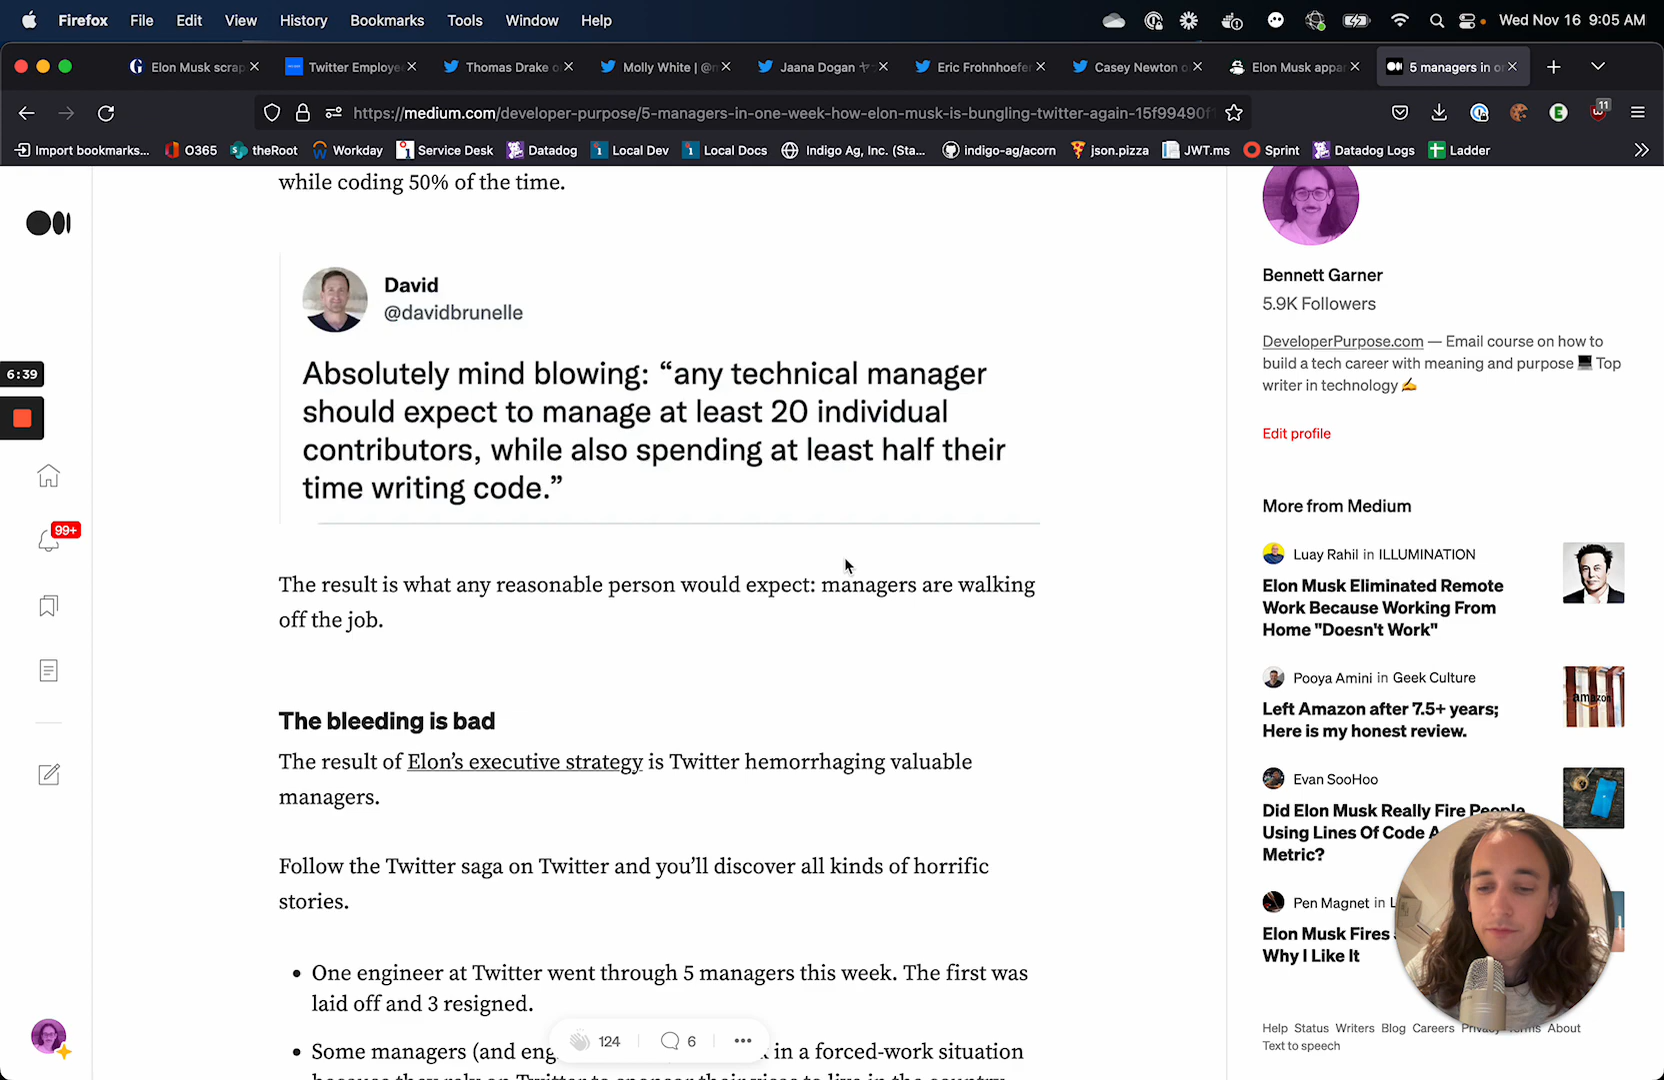 Firefox File Edit View History Bookmarks Tools Window Help
Wed Nov 16 9:05 AM
Elon Musk scrap
Twitter Employe
Thomas Drake o
Molly White | @m
Jaana Dogan
Eric Frohnhoefer
Casey Newton o
Elon Musk appa
5 managers in o
https://medium.com/developer-purpose/5-managers-in-one-week-how-elon-musk-is-bungling-twitter-again-15f99490f1
11
Import bookmarks... O365 theRoot Workday Service Desk Datadog Local Dev Local Docs Indigo Ag, Inc. (Sta... indigo-ag/acorn json.pizza JWT.ms Sprint Datadog Logs Ladder
while coding 50% of the time.
David
@davidbrunelle
Absolutely mind blowing: “any technical manager
should expect to manage at least 20 individual
contributors, while also spending at least half their
time writing code.”
The result is what any reasonable person would expect: managers are walking
off the job.
The bleeding is bad
The result of Elon’s executive strategy is Twitter hemorrhaging valuable
managers.
Follow the Twitter saga on Twitter and you’ll discover all kinds of horrific
stories.
• One engineer at Twitter went through 5 managers this week. The first was
laid off and 3 resigned.
• Some managers (and eng in a forced-work situation
124
6
6:39
99+
Bennett Garner
5.9K Followers
DeveloperPurpose.com — Email course on how to
build a tech career with meaning and purpose 💻 Top
writer in technology ✍
Edit profile
More from Medium
Luay Rahil in ILLUMINATION
Elon Musk Eliminated Remote
Work Because Working From
Home "Doesn't Work"
Pooya Amini in Geek Culture
Left Amazon after 7.5+ years;
Here is my honest review.
amazon
Evan SooHoo
Did Elon Musk Really Fire People
Using Lines Of Code A
Metric?
Pen Magnet in L
Elon Musk Fires
Why I Like It
Help Status Writers Blog Careers Privacy Terms About
Text to speech